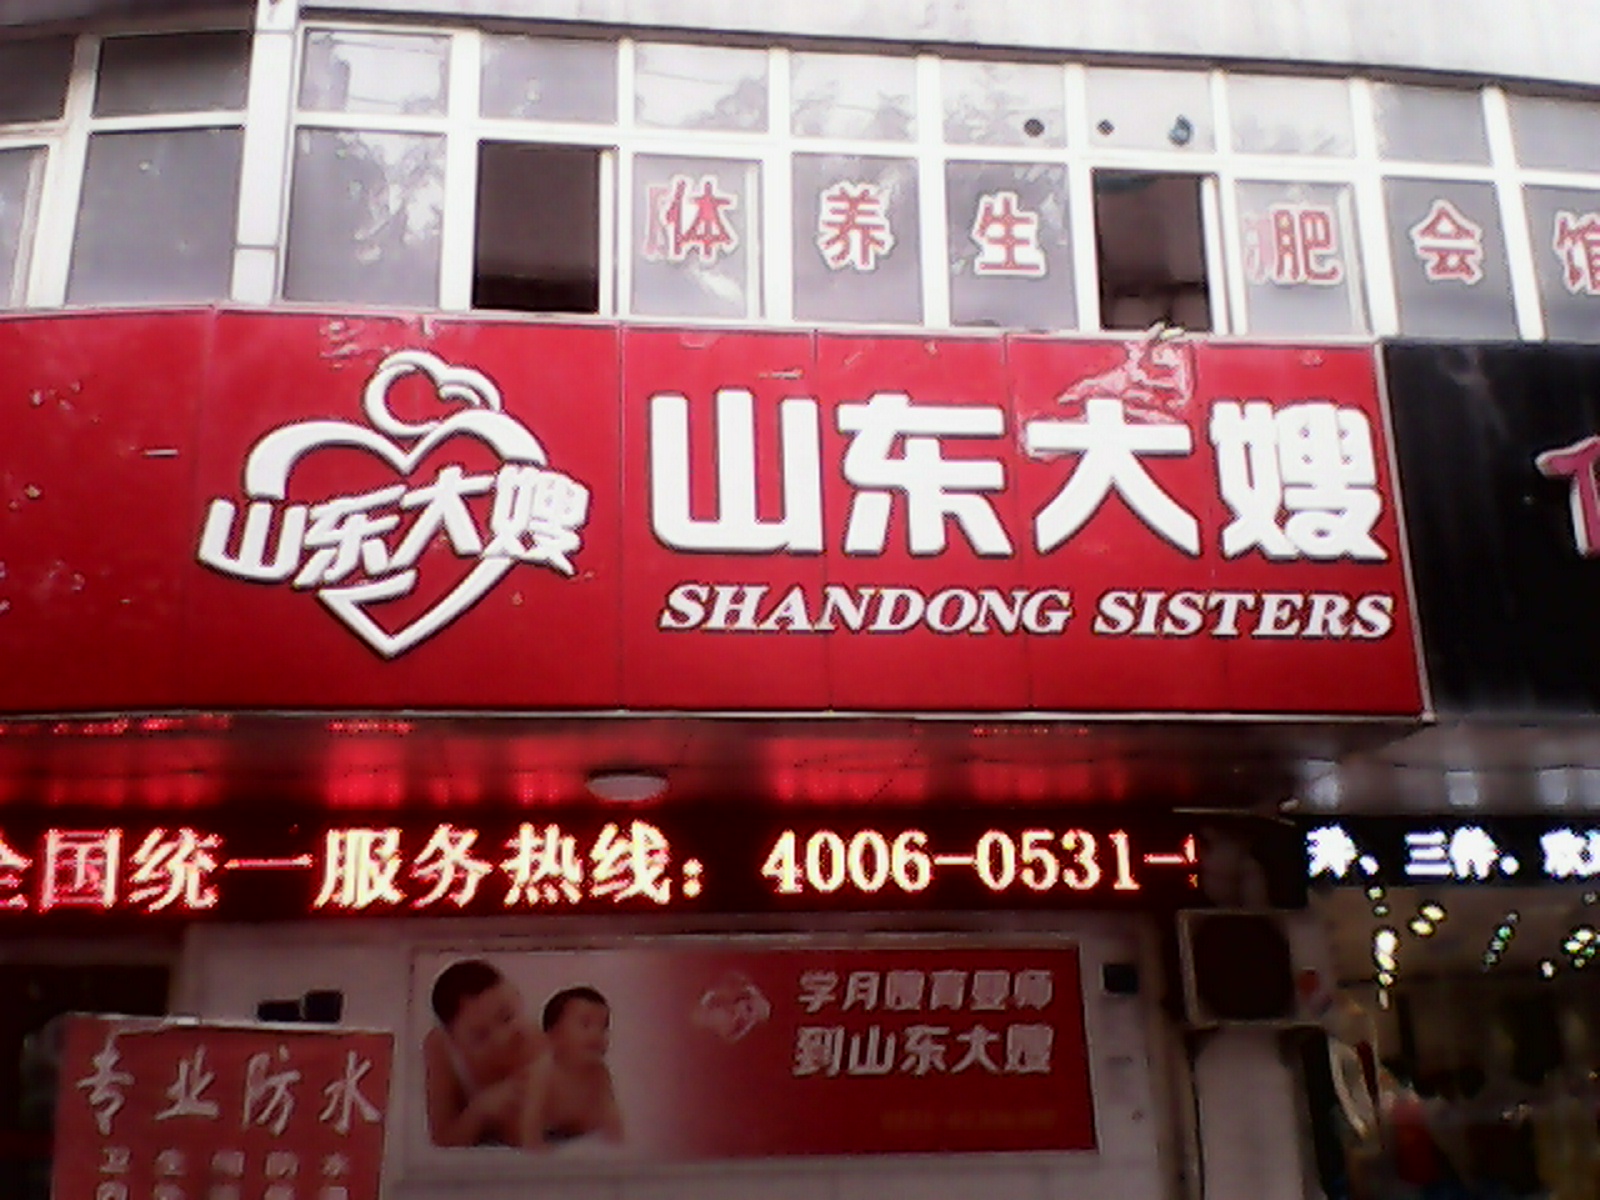 体养生 肥会馆
山东大嫂
山东大嫂
SHANDONG SISTERS
全国统一服务热线：4006-0531-
三件、欢
学月嫂育婴师
到山东大嫂
专业防水